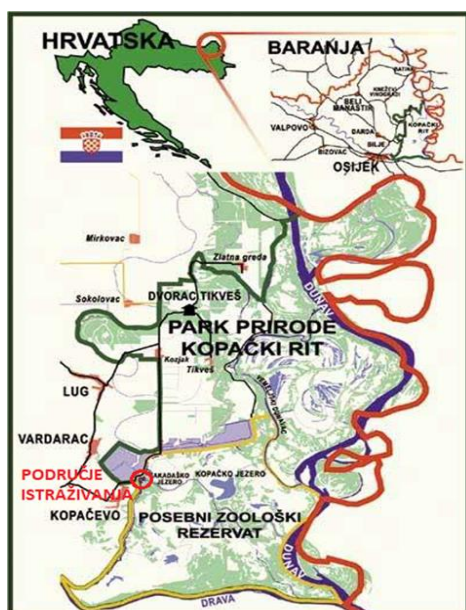 HRVATSKA
BARANJA
BATINA
KNEŽEVI
VINOGRADI
BELI
MANASTIR
KOPAČKI
RIT
VALPOVO
DARDA
BILJE
BIZOVAC
OSIJEK
Mirkovac
Zlatna greda
DUNAV
Sokolovac
DVORAC TIKVEŠ
PARK PRIRODE
KOPAČKI RIT
Kozjak
Tikveš
LUG
VARDARAC
PODRUČJE
ISTRAŽIVANJA
SAKADAŠKO
JEZERO
KOPAČKO JEZERO
KOPAČEVO
POSEBNI ZOOLOŠKI
REZERVAT
DUNAV
DRAVA